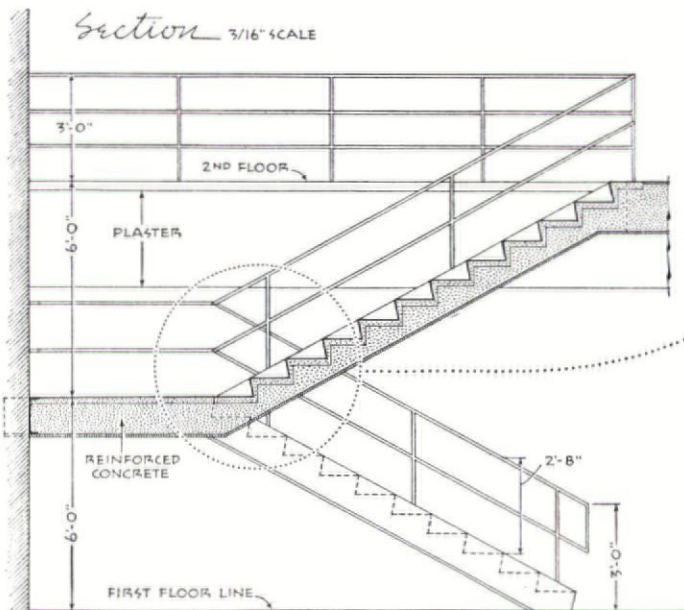 Section 3/16" SCALE
3'-0"
2ND FLOOR
6'-0"
PLASTER
REINFORCED
CONCRETE
2'-8"
6'-0"
3'-0"
FIRST FLOOR LINE